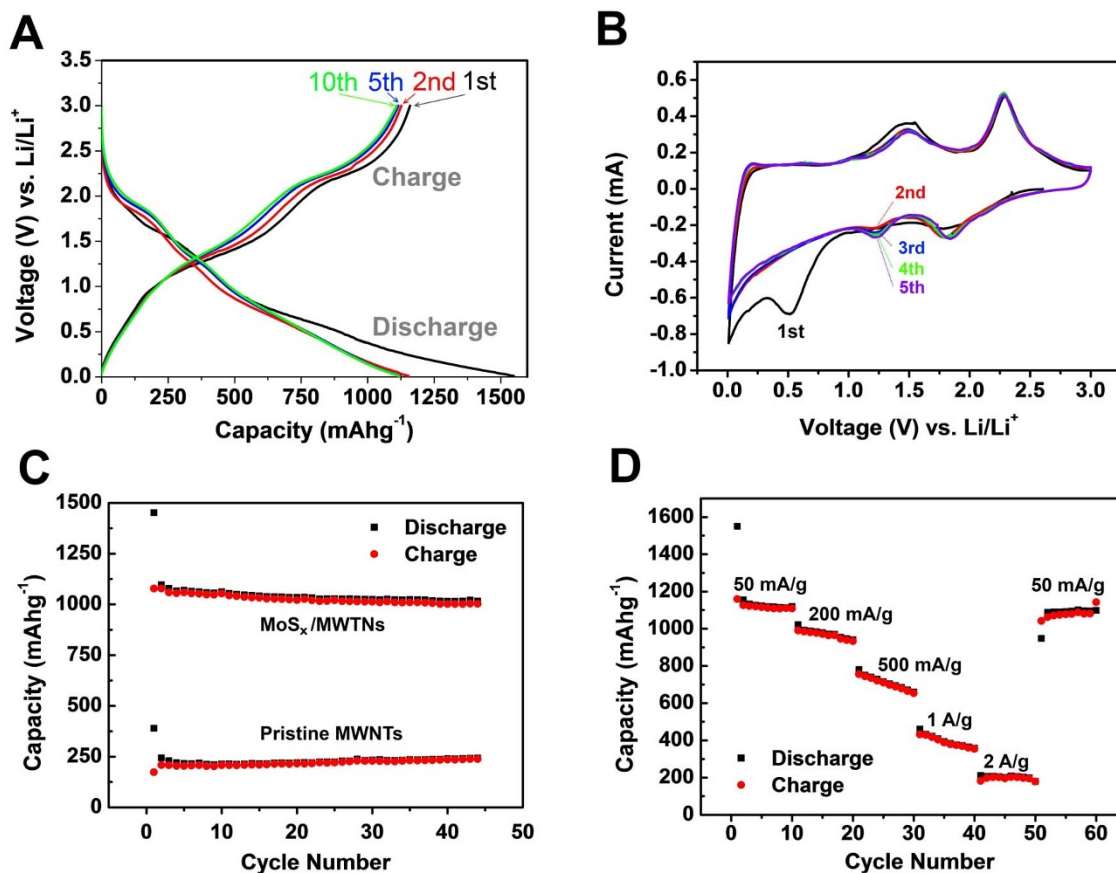 A
3.5
3.0
2.5
2.0
1.5
1.0
0.5
0.0
Voltage (V) vs. Li/Li⁺
10th 5th 2nd 1st
Charge
Discharge
0 250 500 750 1000 1250 1500
Capacity (mAhg⁻¹)
B
0.8
0.6
0.4
0.2
0.0
-0.2
-0.4
-0.6
-0.8
-1.0
Current (mA)
2nd
3rd
4th
5th
1st
0.0 0.5 1.0 1.5 2.0 2.5 3.0
Voltage (V) vs. Li/Li⁺
C
1500
1250
1000
750
500
250
0
Capacity (mAhg⁻¹)
Discharge
Charge
MoSₓ/MWTNs
Pristine MWNTs
0 10 20 30 40 50
Cycle Number
D
1600
1400
1200
1000
800
600
400
200
0
Capacity (mAhg⁻¹)
50 mA/g
200 mA/g
500 mA/g
1 A/g
2 A/g
50 mA/g
Discharge
Charge
0 10 20 30 40 50 60
Cycle Number